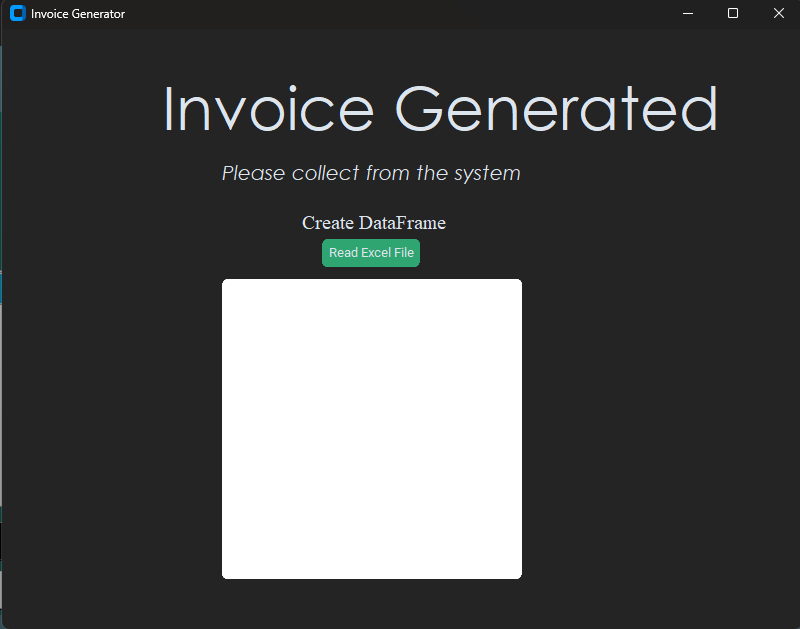 Invoice Generator
Invoice Generated
Please collect from the system
Create DataFrame
Read Excel File